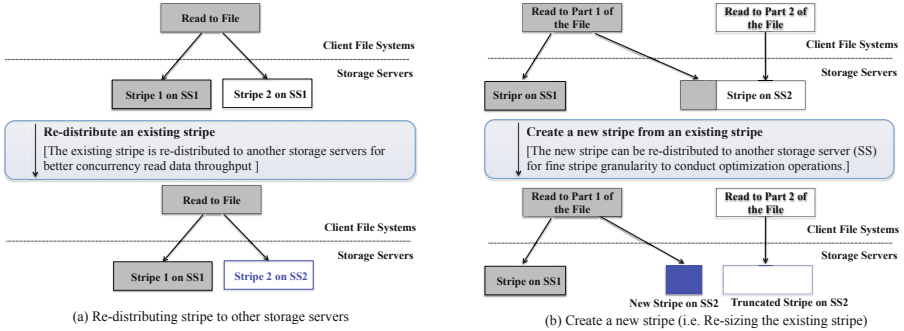 Read to File
Client File Systems
Storage Servers
Stripe 1 on SS1
Stripe 2 on SS1
Re-distribute an existing stripe
[The existing stripe is re-distributed to another storage servers for
better concurrency read data throughput ]
Read to File
Client File Systems
Storage Servers
Stripe 1 on SS1
Stripe 2 on SS2
(a) Re-distributing stripe to other storage servers
Read to Part 1 of
the File
Read to Part 2 of
the File
Client File Systems
Storage Servers
Stripr on SS1
Stripe on SS2
Create a new stripe from an existing stripe
[The new stripe can be re-distributed to another storage server (SS)
for fine stripe granularity to conduct optimization operations.]
Read to Part 1 of
the File
Read to Part 2 of
the File
Client File Systems
Storage Servers
Stripe on SS1
New Stripe on SS2
Truncated Stripe on SS2
(b) Create a new stripe (i.e. Re-sizing the existing stripe)